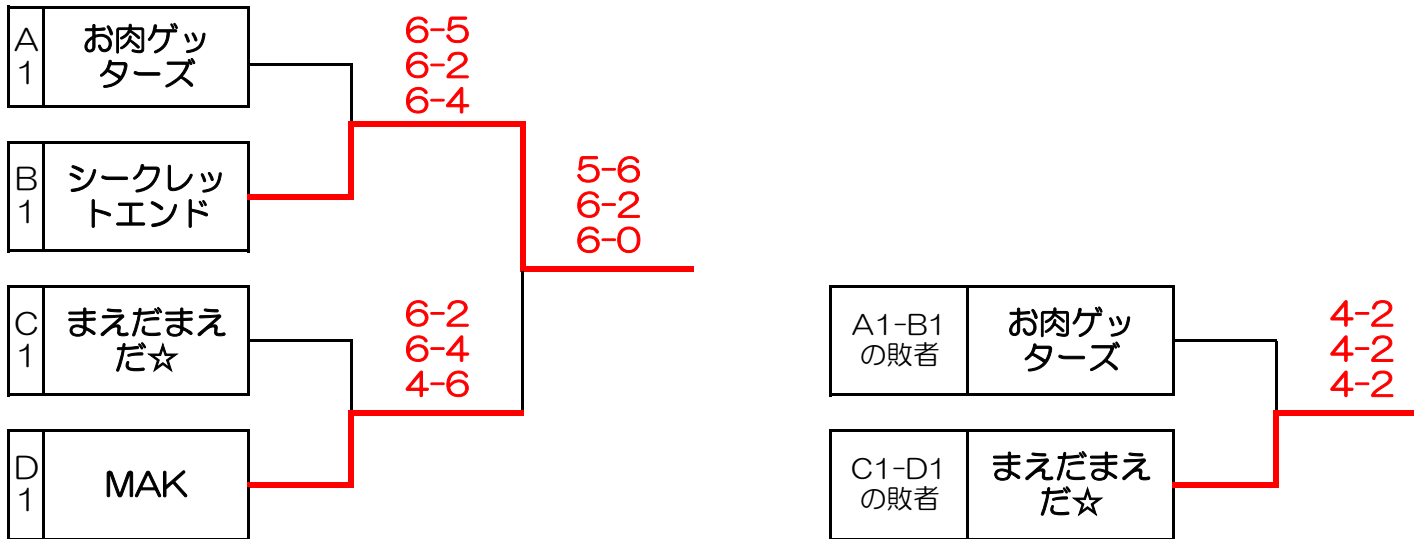 A
1
お肉ゲッ
ターズ
6-5
6-2
6-4
B
1
シークレッ
トエンド
5-6
6-2
6-0
C
1
まえだまえ
だ☆
6-2
6-4
4-6
D
1
MAK
A1-B1
の敗者
お肉ゲッ
ターズ
4-2
4-2
4-2
C1-D1
の敗者
まえだまえ
だ☆